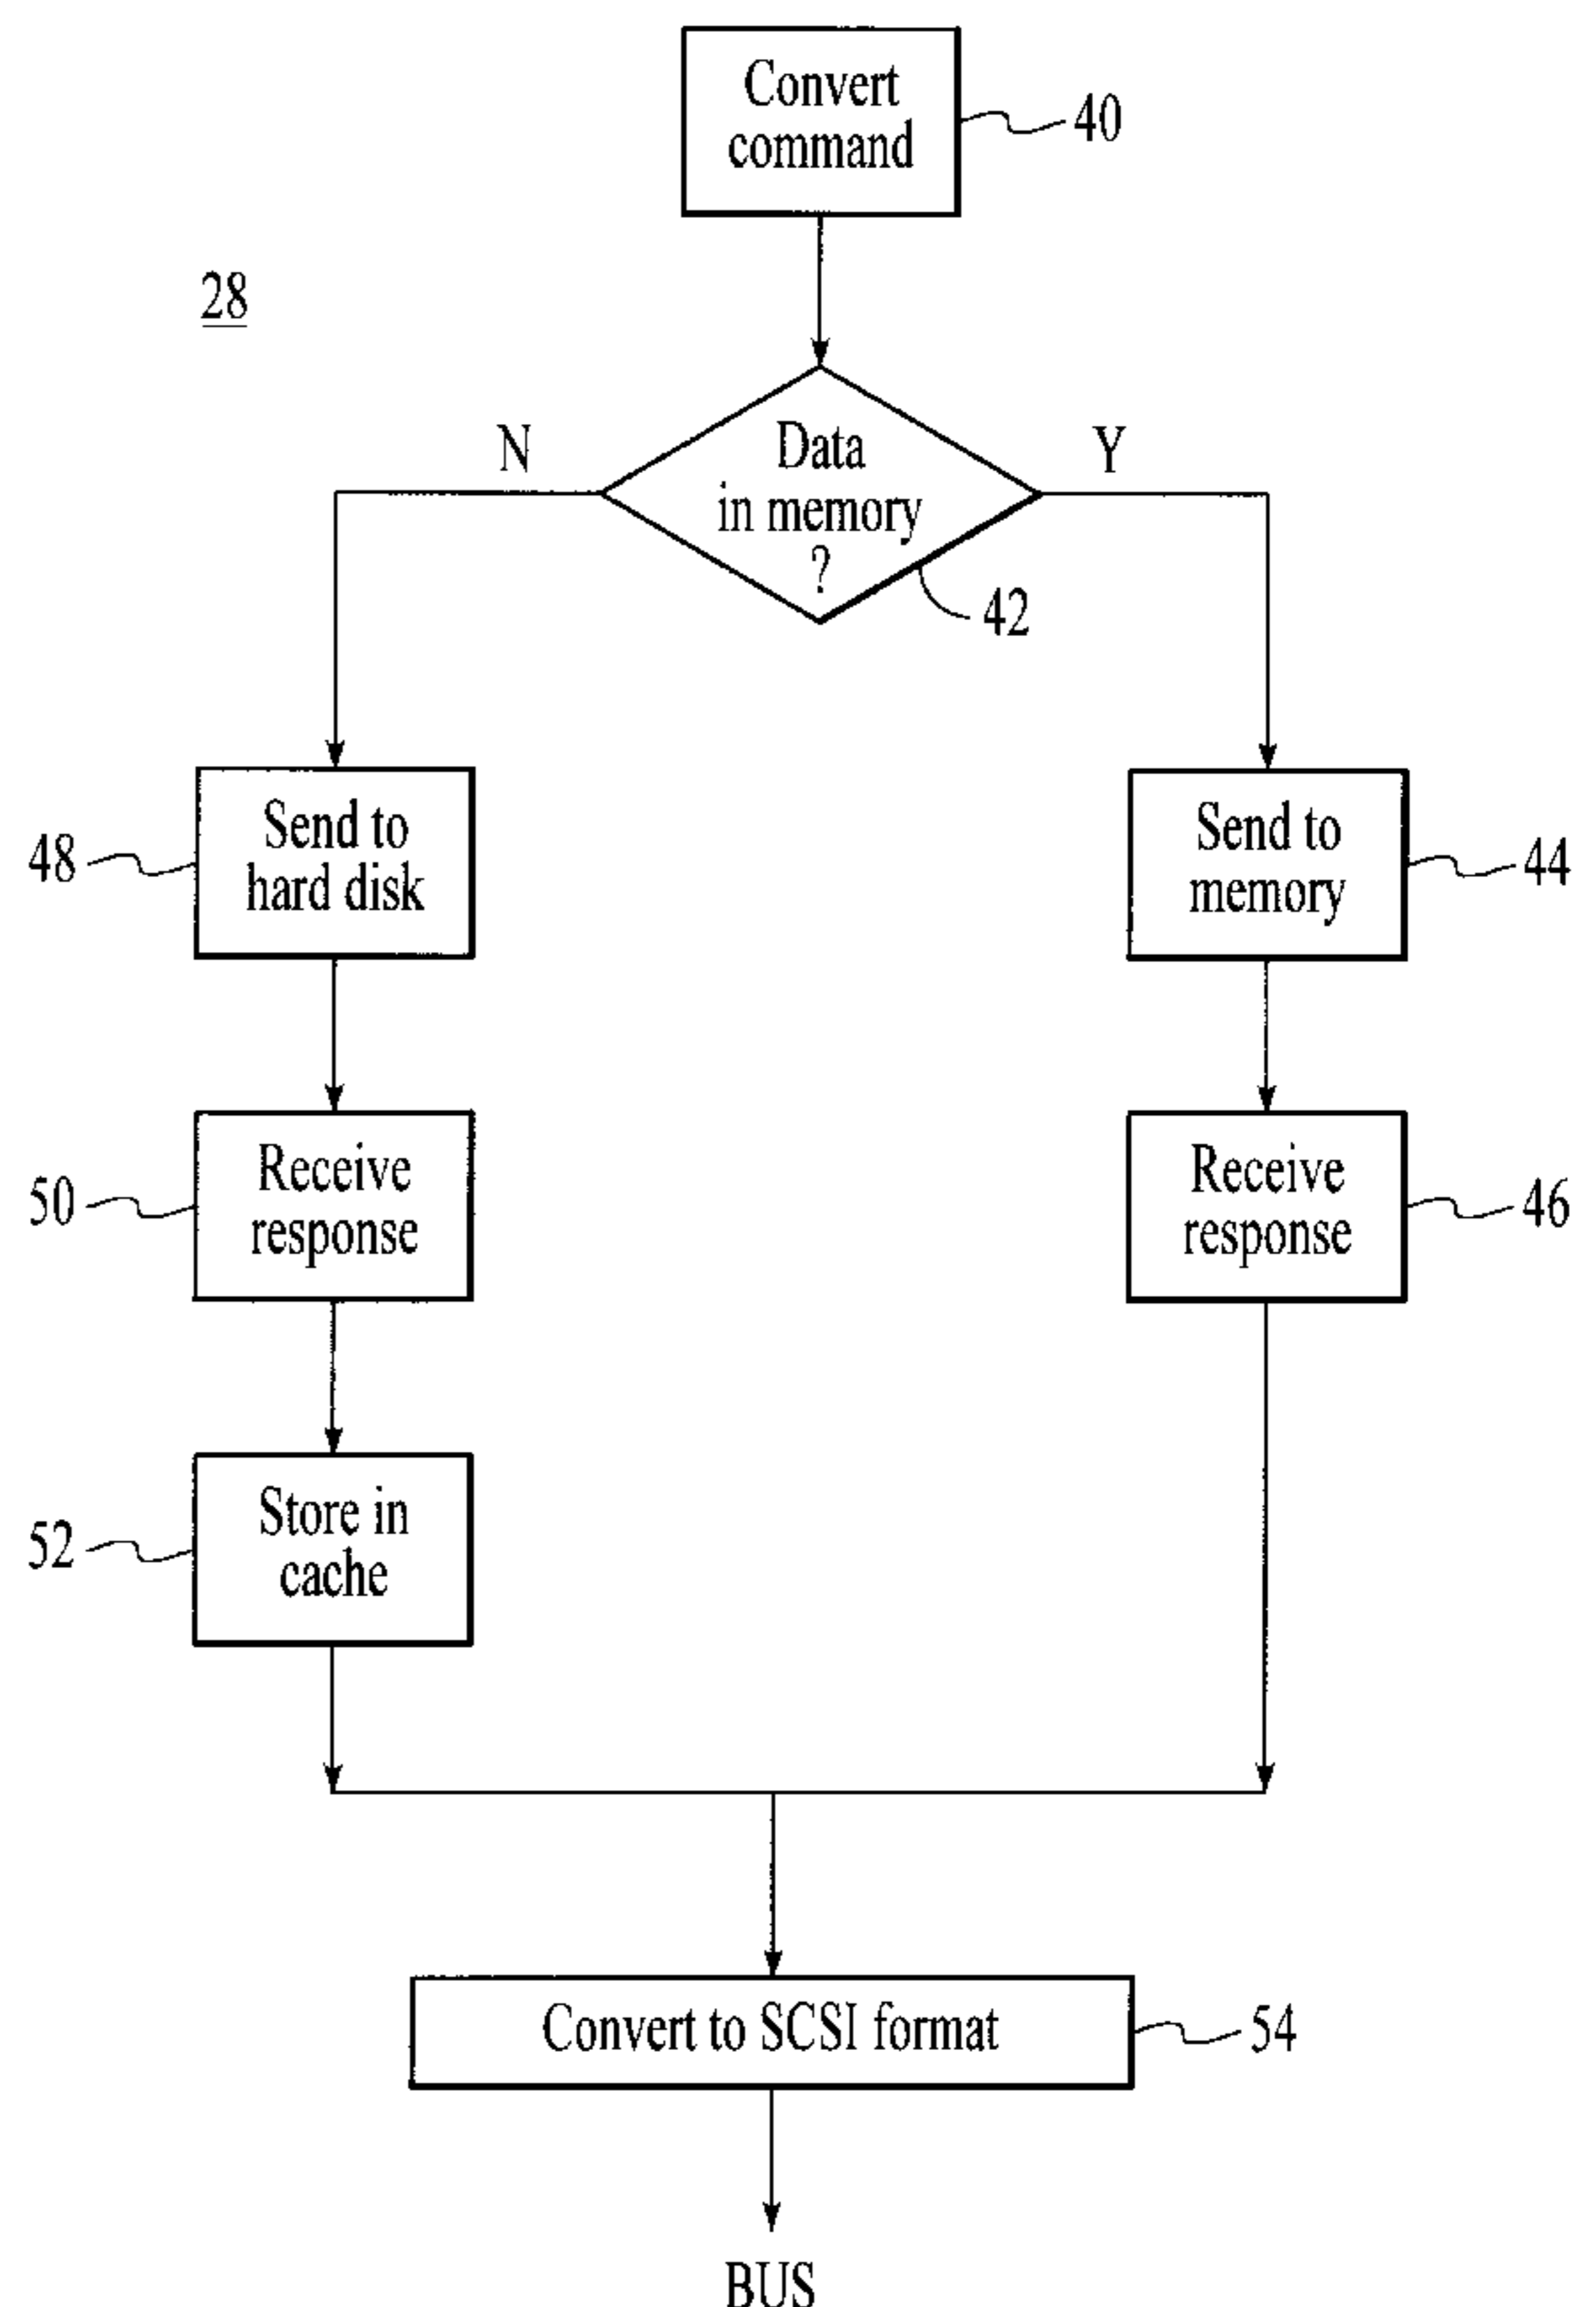 Convert
command
40
28
N
Data
in memory
?
Y
42
48
Send to
hard disk
Send to
memory
44
50
Receive
response
Receive
response
46
52
Store in
cache
Convert to SCSI format
54
BUS